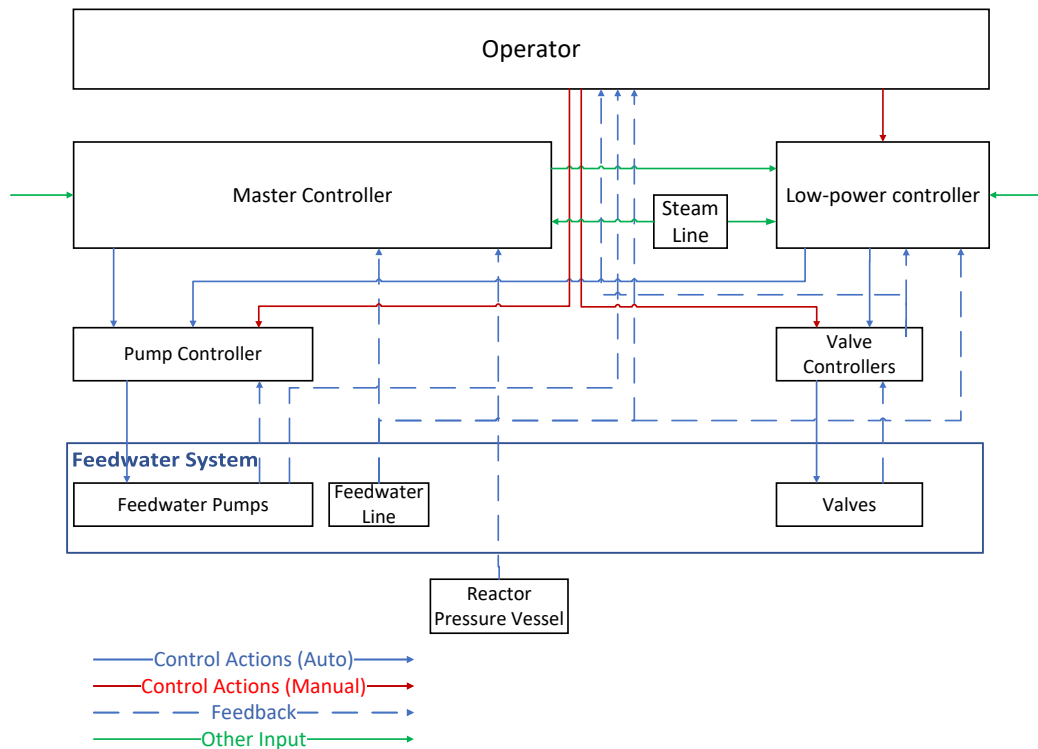 Operator
Master Controller
Low-power controller
Steam
Line
Pump Controller
Valve
Controllers
Feedwater System
Feedwater Pumps
Feedwater
Line
Valves
Reactor
Pressure Vessel
Control Actions (Auto)
Control Actions (Manual)
Feedback
Other Input